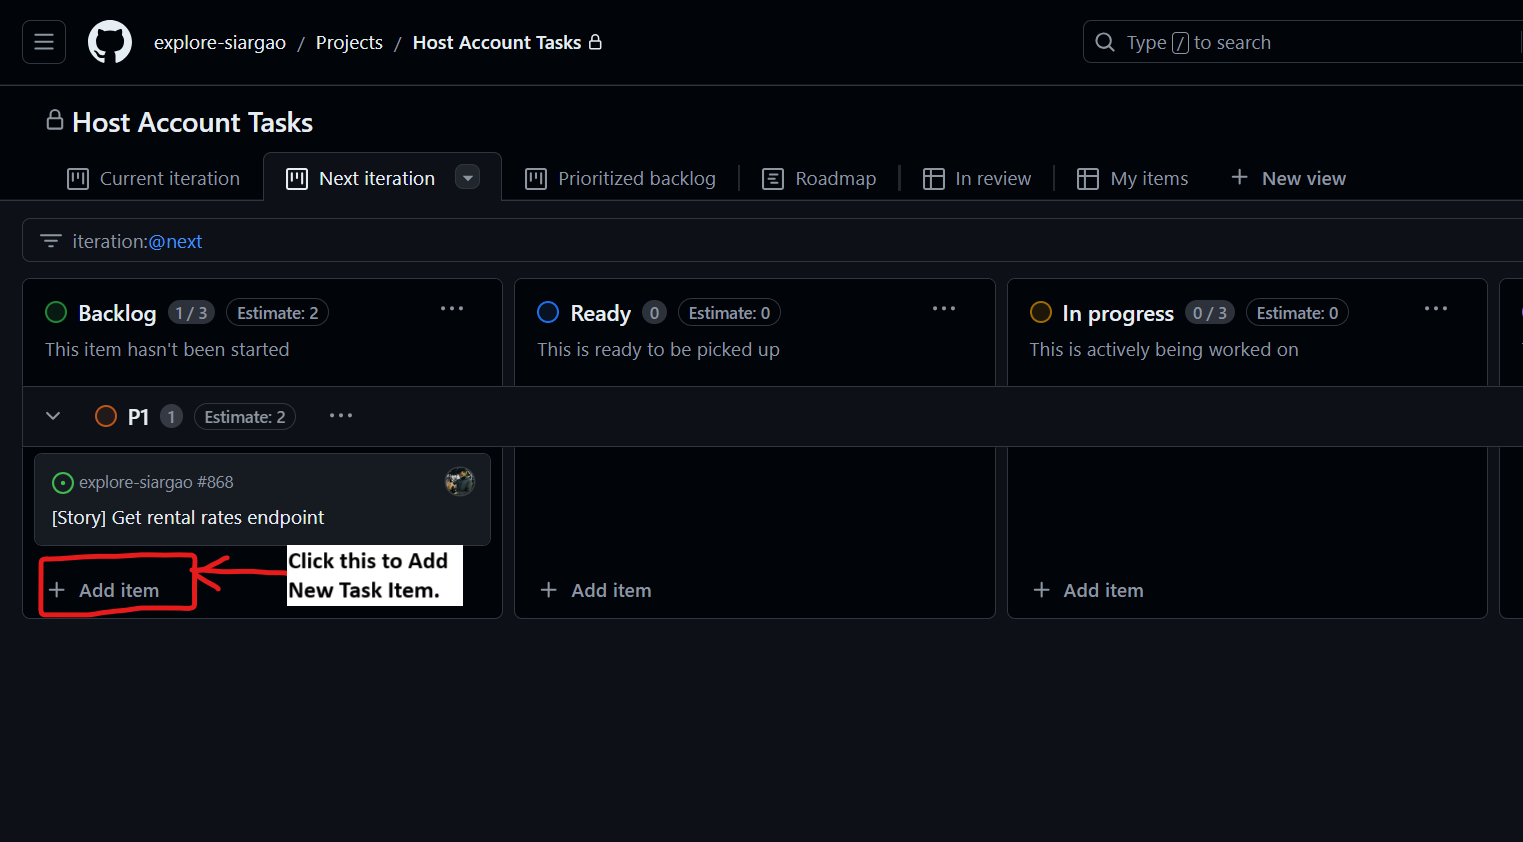 explore-siargao / Projects / Host Account Tasks
Type / to search
Host Account Tasks
Current iteration
Next iteration
Prioritized backlog
Roadmap
In review
My items
+ New view
iteration:@next
Backlog 1 / 3 Estimate: 2
This item hasn't been started
Ready 0 Estimate: 0
This is ready to be picked up
In progress 0 / 3 Estimate: 0
This is actively being worked on
P1 1 Estimate: 2
explore-siargao #868
[Story] Get rental rates endpoint
Click this to Add
New Task Item.
+ Add item
+ Add item
+ Add item